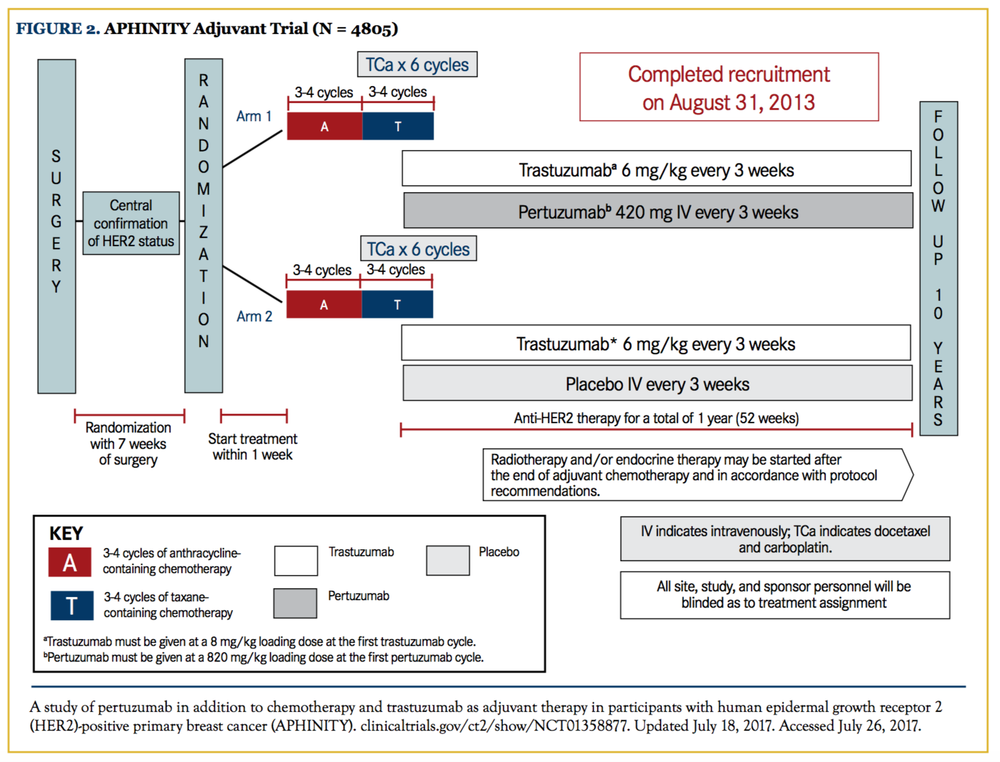 FIGURE 2. APHINITY Adjuvant Trial (N = 4805)
SURGERY
Central
confirmation
of HER2 status
RANDOMIZATION
Arm 1
TCa x 6 cycles
3-4 cycles 3-4 cycles
A T
Completed recruitment
on August 31, 2013
Trastuzumabᵃ 6 mg/kg every 3 weeks
Pertuzumabᵇ 420 mg IV every 3 weeks
Arm 2
TCa x 6 cycles
3-4 cycles 3-4 cycles
A T
Trastuzumab* 6 mg/kg every 3 weeks
Placebo IV every 3 weeks
FOLLOW UP 10 YEARS
Randomization
with 7 weeks
of surgery
Start treatment
within 1 week
Anti-HER2 therapy for a total of 1 year (52 weeks)
Radiotherapy and/or endocrine therapy may be started after
the end of adjuvant chemotherapy and in accordance with protocol
recommendations.
KEY
A
3-4 cycles of anthracycline-
containing chemotherapy
T
3-4 cycles of taxane-
containing chemotherapy
Trastuzumab
Pertuzumab
Placebo
ᵃTrastuzumab must be given at a 8 mg/kg loading dose at the first trastuzumab cycle.
ᵇPertuzumab must be given at a 820 mg/kg loading dose at the first pertuzumab cycle.
IV indicates intravenously; TCa indicates docetaxel
and carboplatin.
All site, study, and sponsor personnel will be
blinded as to treatment assignment
A study of pertuzumab in addition to chemotherapy and trastuzumab as adjuvant therapy in participants with human epidermal growth receptor 2
(HER2)-positive primary breast cancer (APHINITY). clinicaltrials.gov/ct2/show/NCT01358877. Updated July 18, 2017. Accessed July 26, 2017.